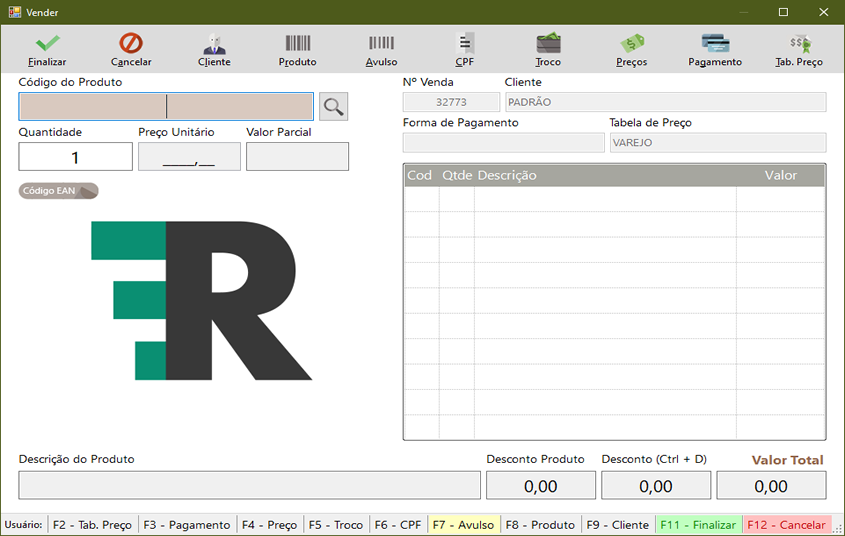 Vender
Finalizar Cancelar Cliente Produto Avulso CPF Troco Preços Pagamento Tab. Preço
Código do Produto
Quantidade Preço Unitário Valor Parcial
1 ____,__
Código EAN
FR
Nº Venda Cliente
32773 PADRÃO
Forma de Pagamento Tabela de Preço
VAREJO
Cod Qtde Descrição Valor
Descrição do Produto Desconto Produto Desconto (Ctrl + D) Valor Total
0,00 0,00 0,00
Usuário: F2 - Tab. Preço F3 - Pagamento F4 - Preço F5 - Troco F6 - CPF F7 - Avulso F8 - Produto F9 - Cliente F11 - Finalizar F12 - Cancelar